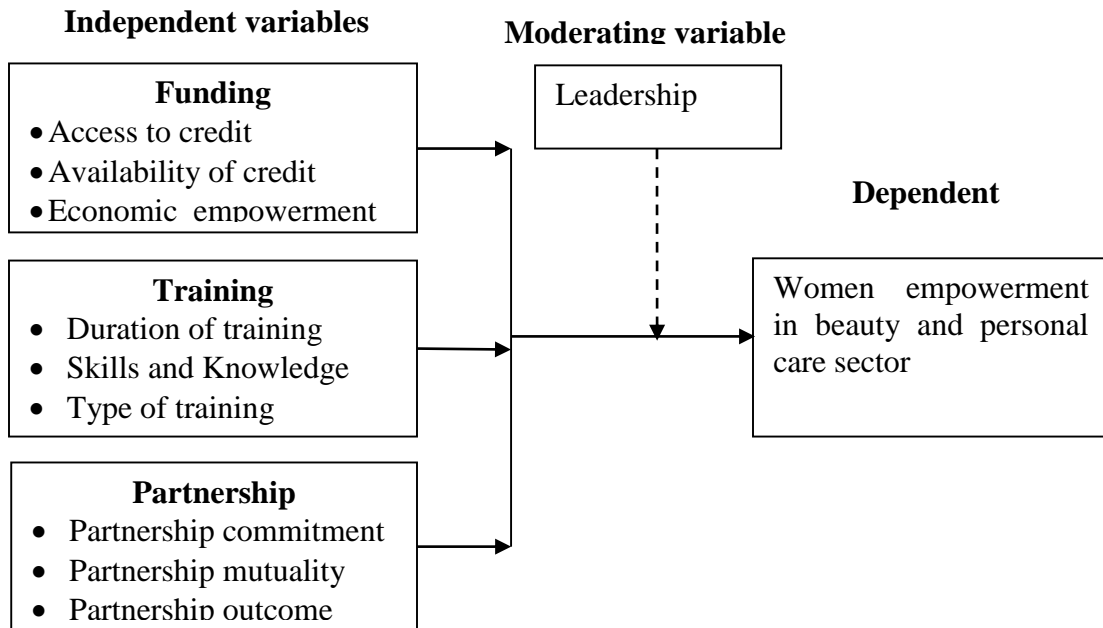 Independent variables
Moderating variable
Funding
• Access to credit
• Availability of credit
• Economic empowerment
Leadership
Dependent
Training
• Duration of training
• Skills and Knowledge
• Type of training
Women empowerment
in beauty and personal
care sector
Partnership
• Partnership commitment
• Partnership mutuality
• Partnership outcome